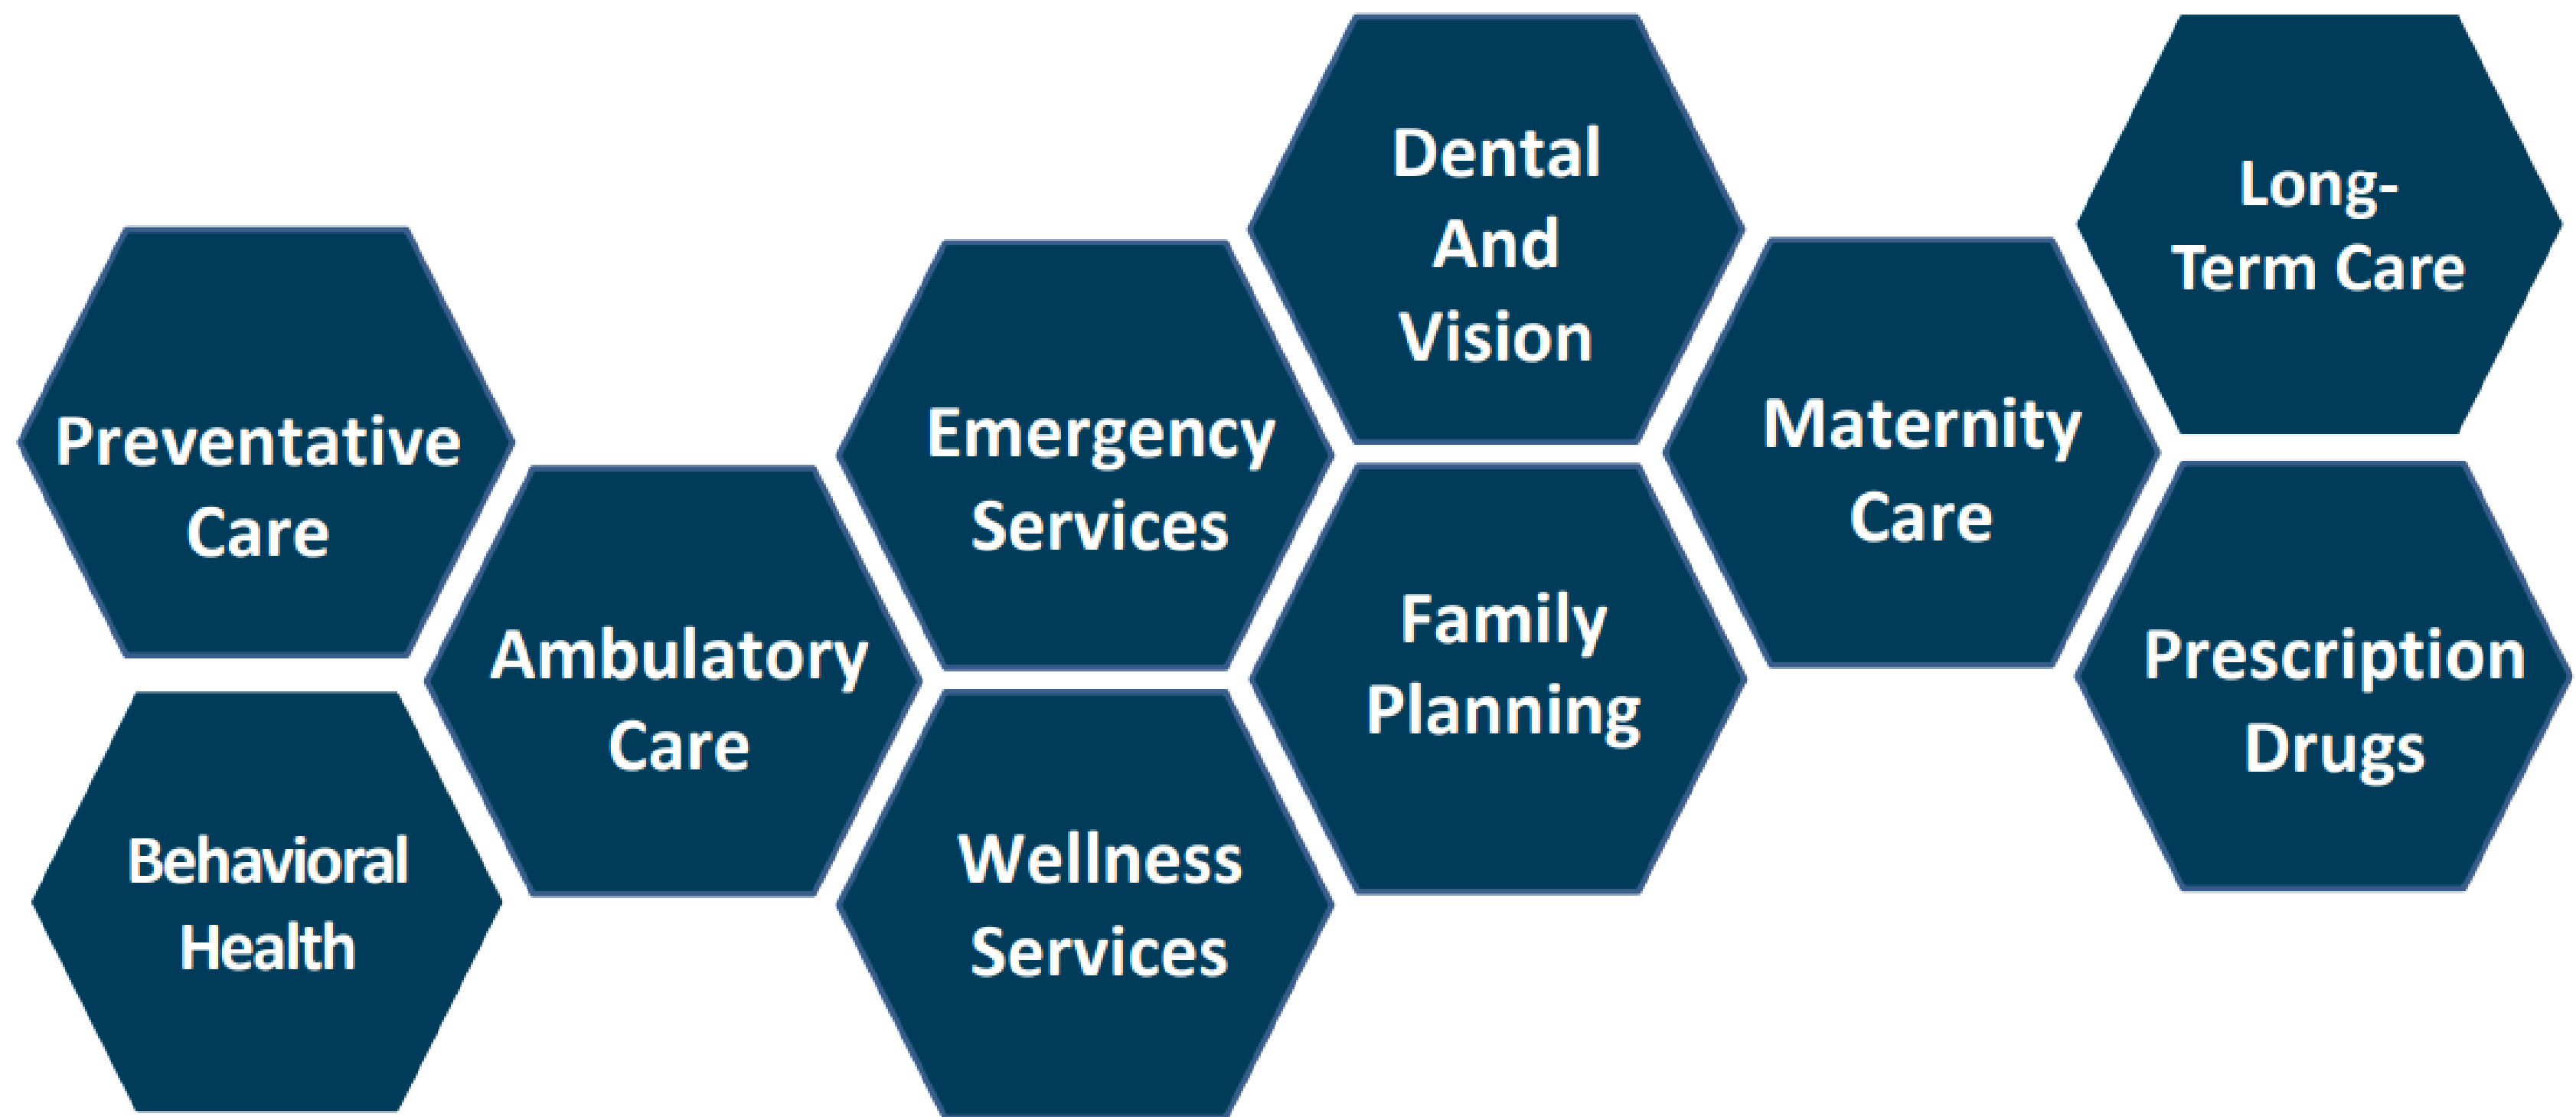 Preventative
Care
Behavioral
Health
Ambulatory
Care
Emergency
Services
Wellness
Services
Dental
And
Vision
Family
Planning
Maternity
Care
Long-
Term Care
Prescription
Drugs